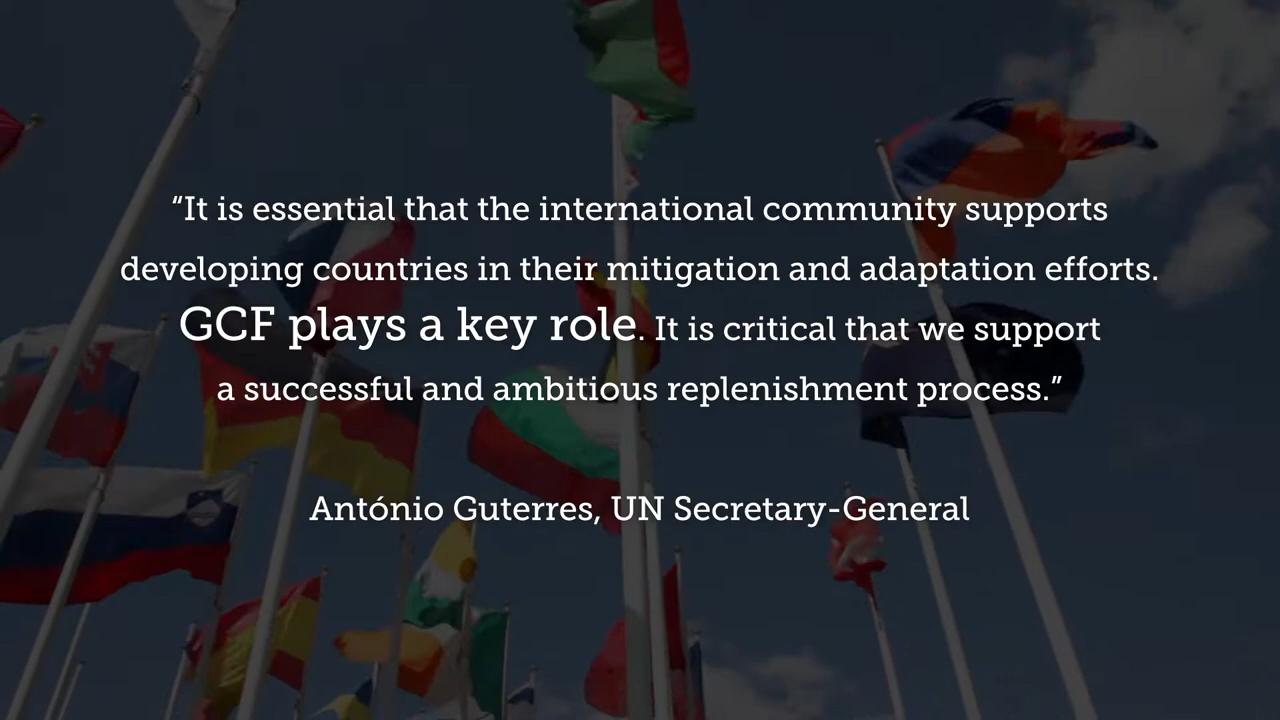 “It is essential that the international community supports
developing countries in their mitigation and adaptation efforts.
GCF plays a key role. It is critical that we support
a successful and ambitious replenishment process.”
António Guterres, UN Secretary-General